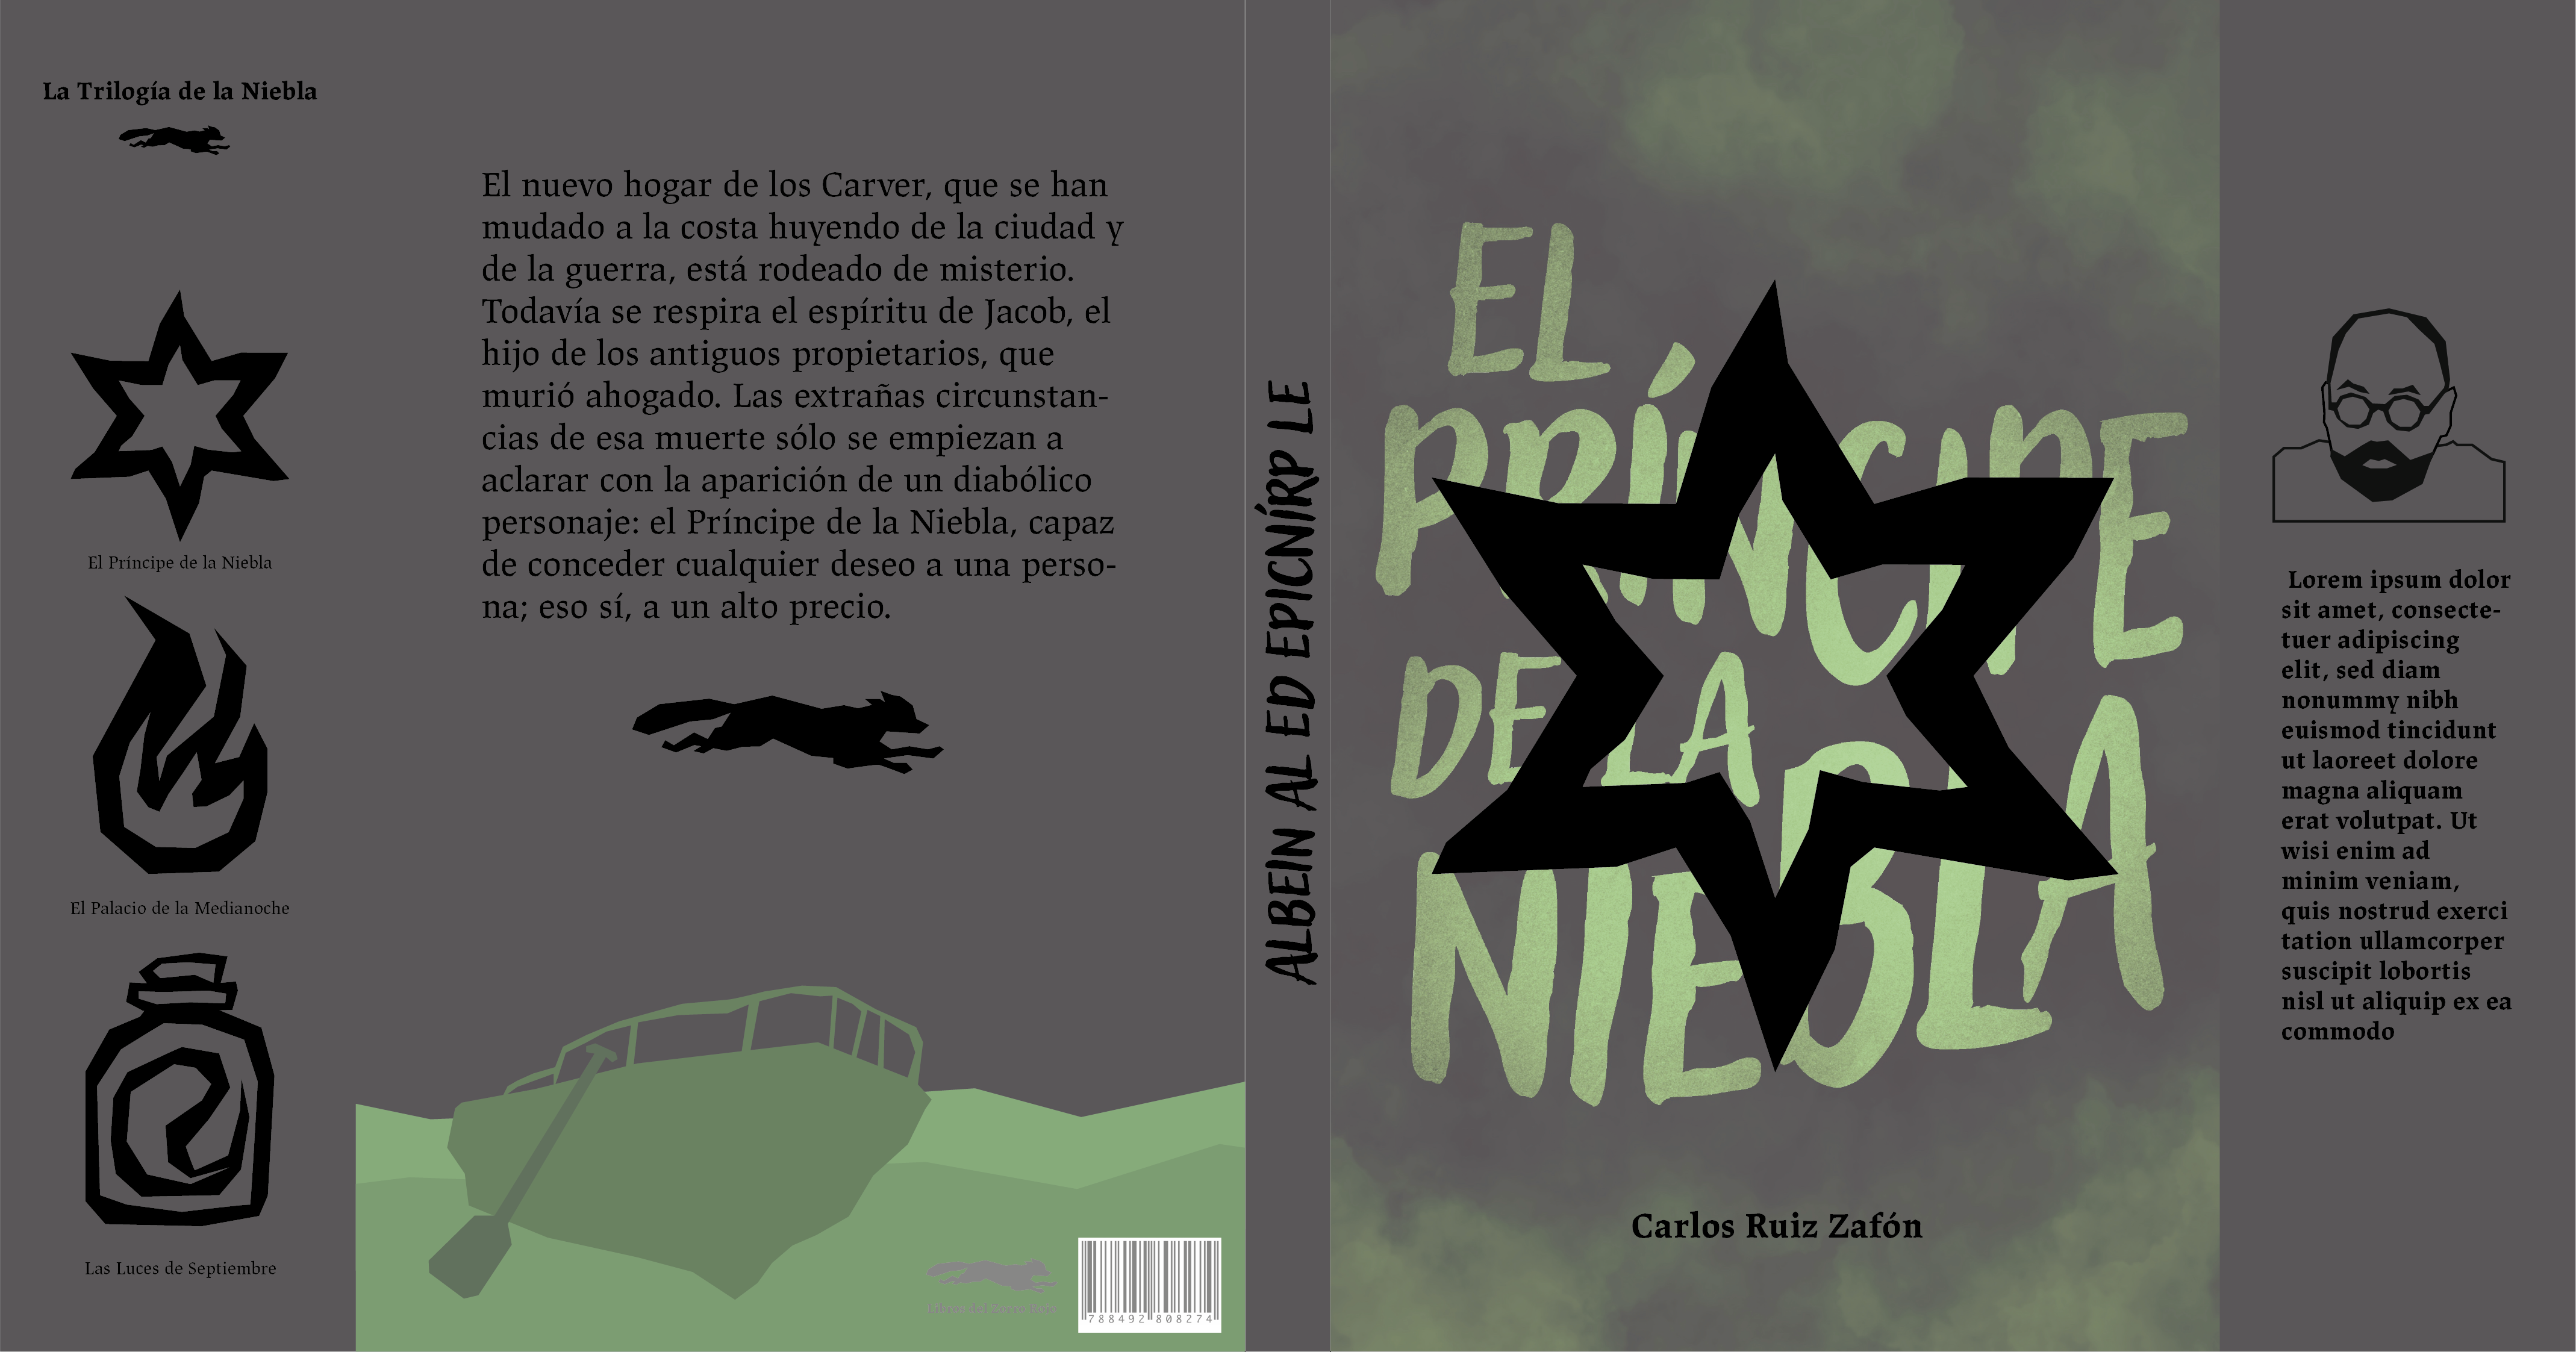 La Trilogía de la Niebla
El Príncipe de la Niebla
El Palacio de la Medianoche
Las Luces de Septiembre
El nuevo hogar de los Carver, que se han
mudado a la costa huyendo de la ciudad y
de la guerra, está rodeado de misterio.
Todavía se respira el espíritu de Jacob, el
hijo de los antiguos propietarios, que
murió ahogado. Las extrañas circunstan-
cias de esa muerte sólo se empiezan a
aclarar con la aparición de un diabólico
personaje: el Príncipe de la Niebla, capaz
de conceder cualquier deseo a una perso-
na; eso sí, a un alto precio.
Libros del Zorro Rojo
788492 808274
ALBEIN AL ED EPICNÍRP LE
EL
PRÍNCIPE
DE LA
NIEBLA
Carlos Ruiz Zafón
Lorem ipsum dolor
sit amet, consecte-
tuer adipiscing
elit, sed diam
nonummy nibh
euismod tincidunt
ut laoreet dolore
magna aliquam
erat volutpat. Ut
wisi enim ad
minim veniam,
quis nostrud exerci
tation ullamcorper
suscipit lobortis
nisl ut aliquip ex ea
commodo